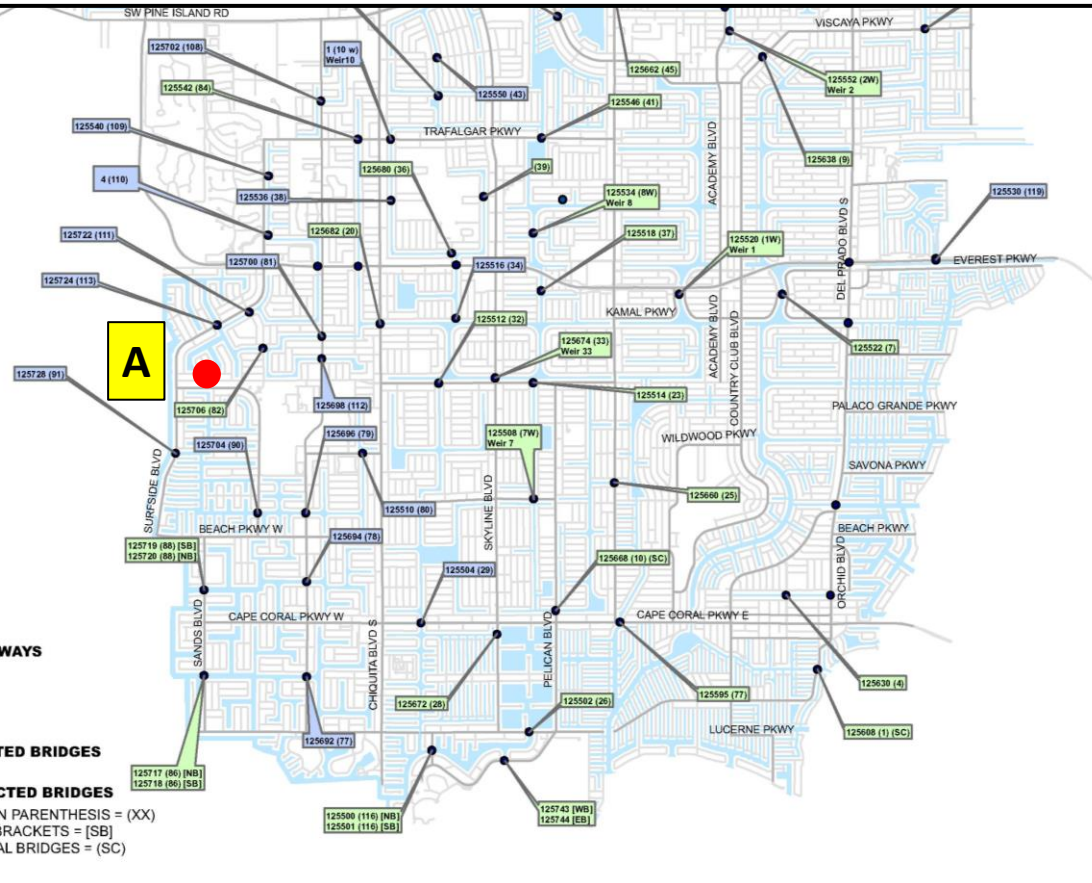 SW PINE ISLAND RD
VISCAYA PKWY
125702 (108)
1 (10 w)
Weir10
125662 (45)
125552 (2W)
Weir 2
125542 (84)
125550 (43)
125546 (41)
125540 (109)
TRAFALGAR PKWY
ACADEMY BLVD
125638 (9)
125680 (36)
(39)
4 (110)
125536 (38)
125534 (8W)
Weir 8
125530 (119)
DEL PRADO BLVD S
125722 (111)
125682 (20)
125518 (37)
125520 (1W)
Weir 1
125700 (81)
125516 (34)
EVEREST PKWY
125724 (113)
KAMAL PKWY
125512 (32)
ACADEMY BLVD
COUNTRY CLUB BLVD
125674 (33)
Weir 33
125522 (7)
A
125728 (91)
125514 (23)
125706 (82)
125698 (112)
PALACO GRANDE PKWY
125704 (90)
125696 (79)
125508 (7W)
Weir 7
WILDWOOD PKWY
SAVONA PKWY
SURFSIDE BLVD
SKYLINE BLVD
125660 (25)
125510 (80)
BEACH PKWY W
BEACH PKWY
125694 (78)
125719 (88) [SB]
125720 (88) [NB]
125668 (10) (SC)
125504 (29)
ORCHID BLVD
SANDS BLVD
CAPE CORAL PKWY W
CAPE CORAL PKWY E
WAYS
CHIQUITA BLVD S
PELICAN BLVD
125630 (4)
125595 (77)
125672 (28)
125502 (26)
LUCERNE PKWY
125608 (1) (SC)
125692 (77)
TED BRIDGES
125717 (86) [NB]
125718 (86) [SB]
CTED BRIDGES
N PARENTHESIS = (XX)
BRACKETS = [SB]
AL BRIDGES = (SC)
125500 (116) [NB]
125501 (116) [SB]
125743 [WB]
125744 [EB]